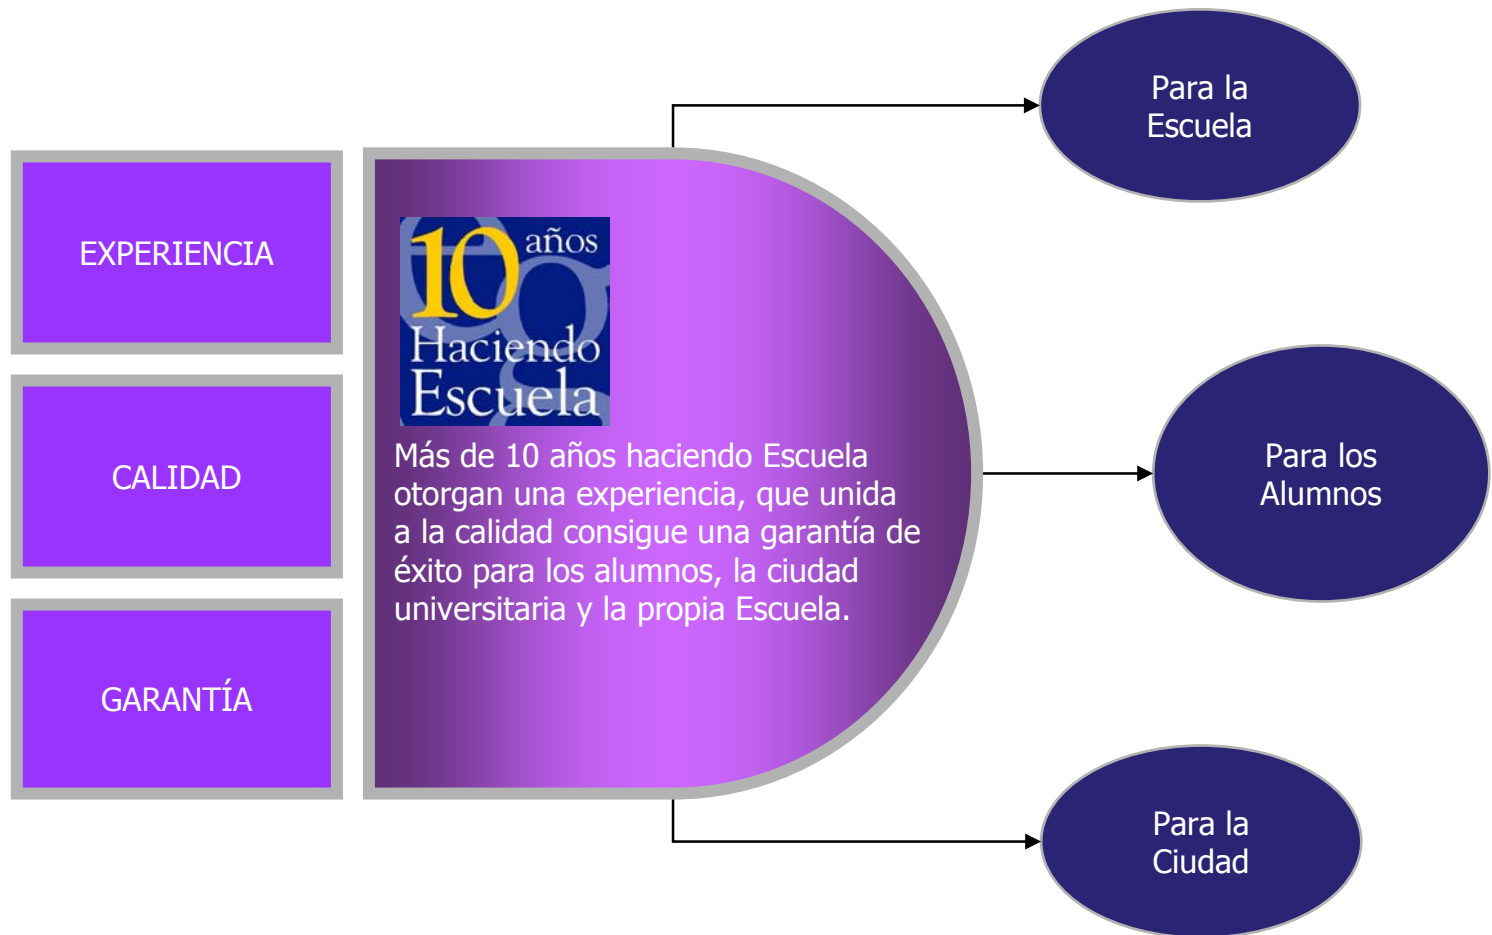 EXPERIENCIA
CALIDAD
GARANTÍA
10 años
Haciendo
Escuela
Más de 10 años haciendo Escuela
otorgan una experiencia, que unida
a la calidad consigue una garantía de
éxito para los alumnos, la ciudad
universitaria y la propia Escuela.
Para la
Escuela
Para los
Alumnos
Para la
Ciudad